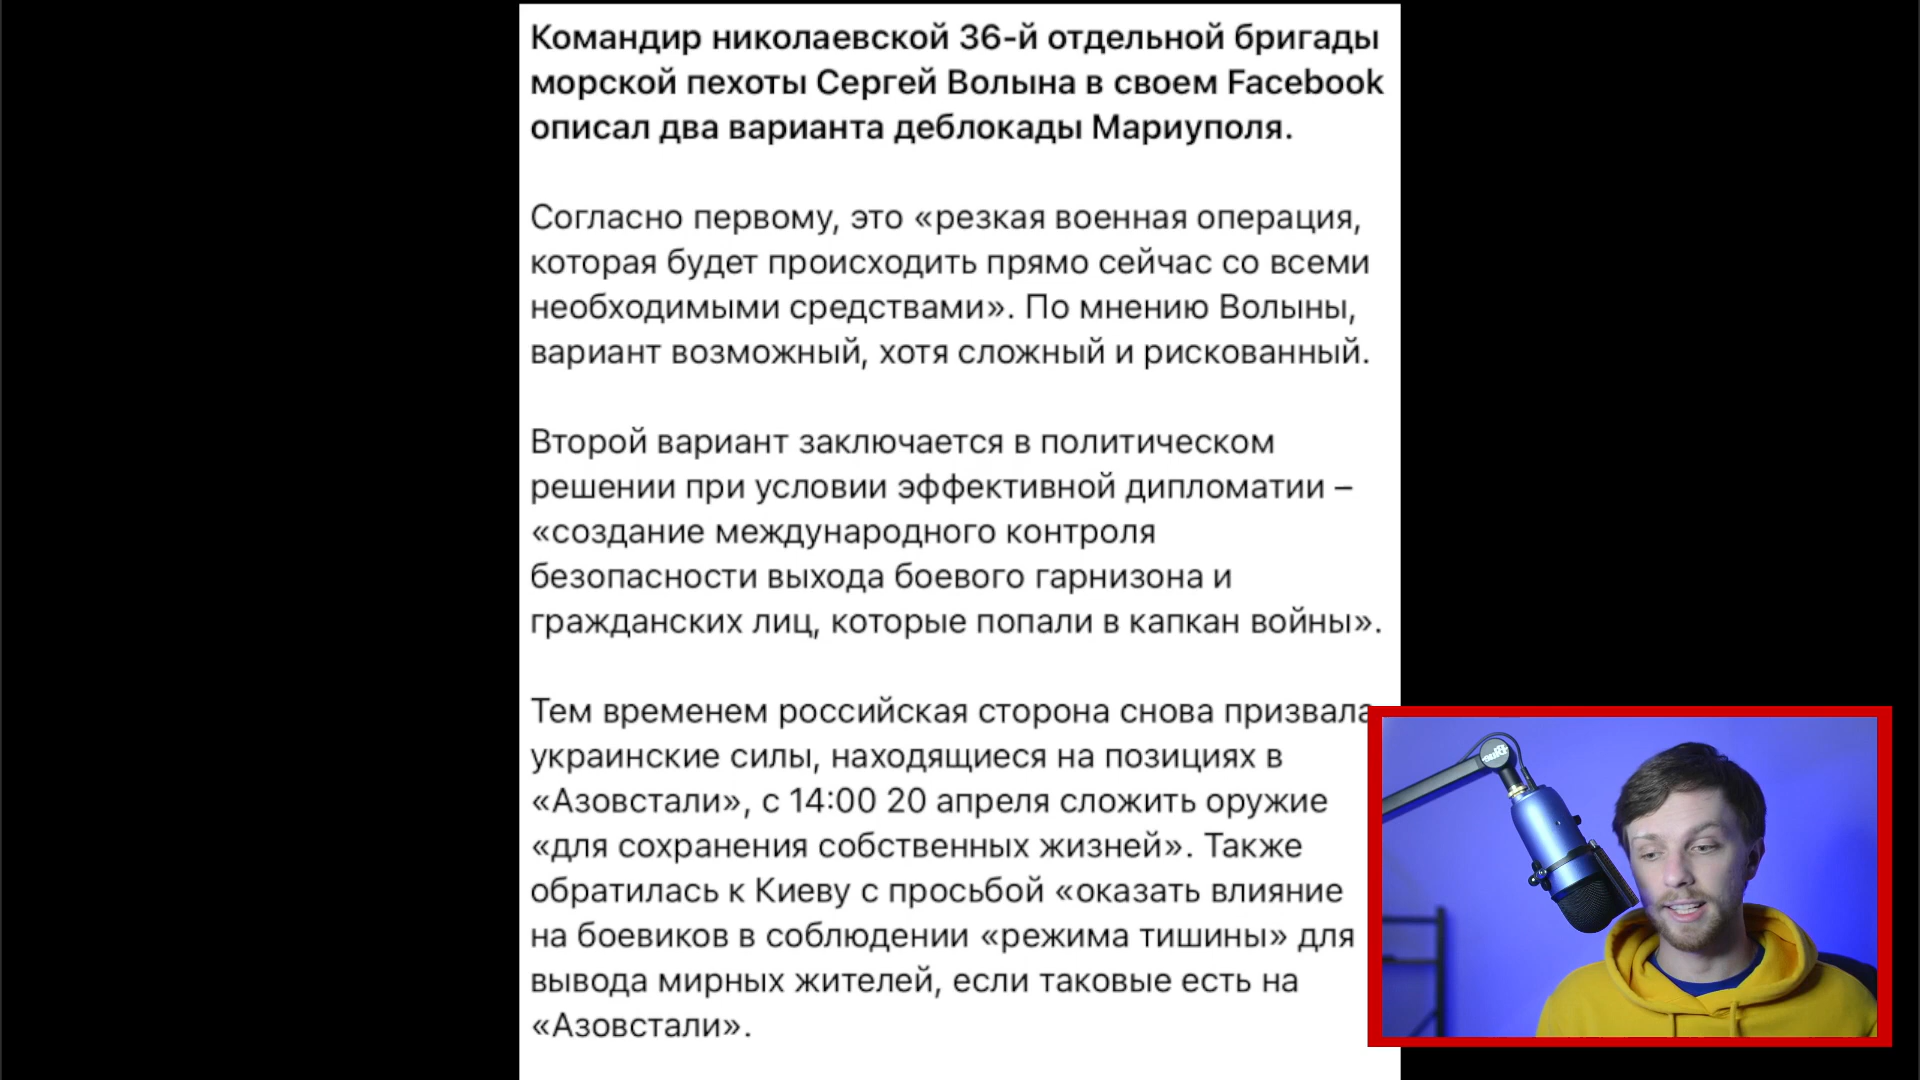 Командир николаевской 36-й отдельной бригады
морской пехоты Сергей Волына в своем Facebook
описал два варианта деблокады Мариуполя.
Согласно первому, это «резкая военная операция,
которая будет происходить прямо сейчас со всеми
необходимыми средствами». По мнению Волыны,
вариант возможный, хотя сложный и рискованный.
Второй вариант заключается в политическом
решении при условии эффективной дипломатии –
«создание международного контроля
безопасности выхода боевого гарнизона и
гражданских лиц, которые попали в капкан войны».
Тем временем российская сторона снова призвала
украинские силы, находящиеся на позициях в
«Азовстали», с 14:00 20 апреля сложить оружие
«для сохранения собственных жизней». Также
обратилась к Киеву с просьбой «оказать влияние
на боевиков в соблюдении «режима тишины» для
вывода мирных жителей, если таковые есть на
«Азовстали».